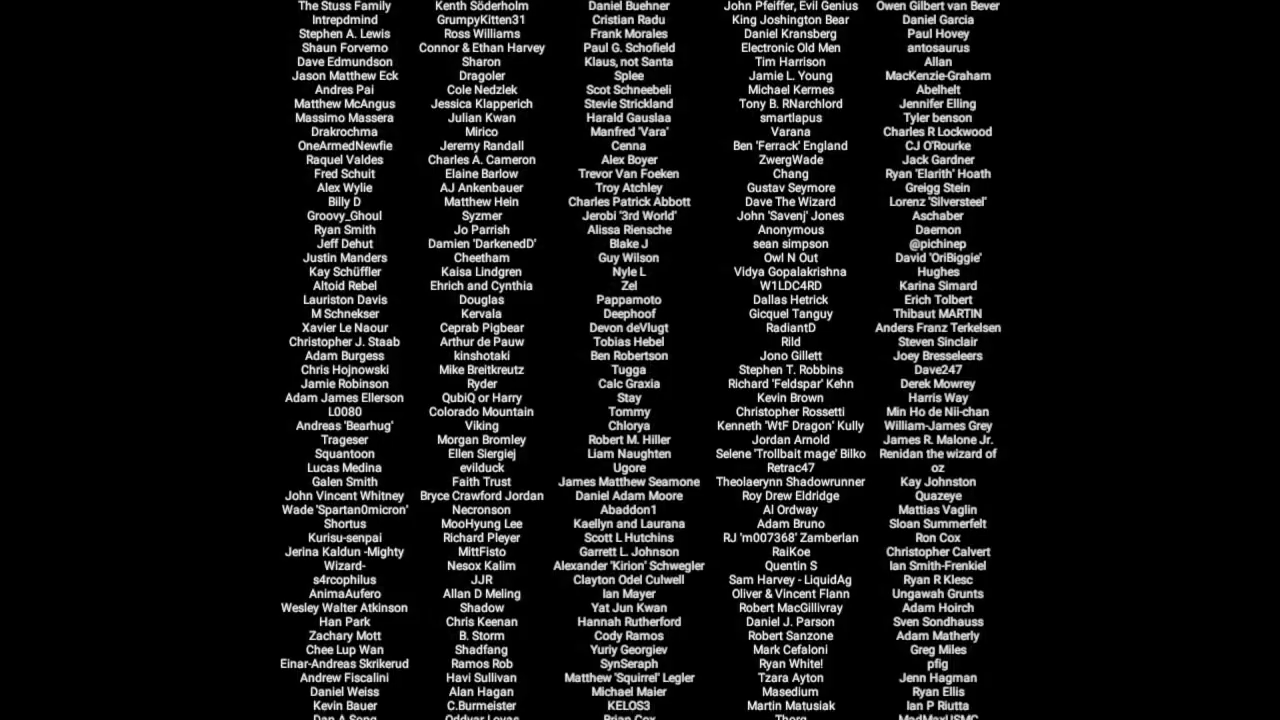 The Stuss Family
Intrepdmind
Stephen A. Lewis
Shaun Forverno
Dave Edmundson
Jason Matthew Eck
Andres Pai
Matthew McAngus
Massimo Massera
Drakrochma
OneArmedNewfie
Raquel Valdes
Fred Schuit
Alex Wylie
Billy D
Groovy_Ghoul
Ryan Smith
Jeff Dehut
Justin Manders
Kay Schüffler
Altoid Rebel
Lauriston Davis
M Schnekser
Xavier Le Naour
Christopher J. Staab
Adam Burgess
Chris Hojnowski
Jamie Robinson
Adam James Ellerson
L0080
Andreas 'Bearhug'
Trageser
Squantoon
Lucas Medina
Galen Smith
John Vincent Whitney
Wade 'Spartan0micron'
Shortus
Kurisu-senpai
Jerina Kaldun -Mighty
Wizard-
s4rcophilus
AnimaAufero
Wesley Walter Atkinson
Han Park
Zachary Mott
Chee Lup Wan
Einar-Andreas Skrikerud
Andrew Fiscalini
Daniel Weiss
Kevin Bauer
Dan A Song
Kenth Söderholm
GrumpyKitten31
Ross Williams
Connor & Ethan Harvey
Sharon
Dragoler
Cole Nedzlek
Jessica Klapperich
Julian Kwan
Mirico
Jeremy Randall
Charles A. Cameron
Elaine Barlow
AJ Ankenbauer
Matthew Hein
Syzmer
Jo Parrish
Damien 'DarkenedD'
Cheetham
Kaisa Lindgren
Ehrich and Cynthia
Douglas
Kervala
Ceprab Pigbear
Arthur de Pauw
kinshotaki
Mike Breitkreutz
Ryder
QubiQ or Harry
Colorado Mountain
Viking
Morgan Bromley
Ellen Siergiej
evilduck
Faith Trust
Bryce Crawford Jordan
Necronson
MooHyung Lee
Richard Pleyer
MittFisto
Nesox Kalim
JJR
Allan D Meling
Shadow
Chris Keenan
B. Storm
Shadfang
Ramos Rob
Havi Sullivan
Alan Hagan
C.Burmeister
Oddvar Lovas
Daniel Buehner
Cristian Radu
Frank Morales
Paul G. Schofield
Klaus, not Santa
Splee
Scot Schneebeli
Stevie Strickland
Harald Gauslaa
Manfred 'Vara'
Cenna
Alex Boyer
Trevor Van Foeken
Troy Atchley
Charles Patrick Abbott
Jerobi '3rd World'
Alissa Riensche
Blake J
Guy Wilson
Nyle L
Zel
Pappamoto
Deephoof
Devon deVlugt
Tobias Hebel
Ben Robertson
Tugga
Calc Graxia
Stay
Tommy
Chlorya
Robert M. Hiller
Liam Naughten
Ugore
James Matthew Seamone
Daniel Adam Moore
Abaddon1
Kaellyn and Laurana
Scott L Hutchins
Garrett L. Johnson
Alexander 'Kirion' Schwegler
Clayton Odel Culwell
Ian Mayer
Yat Jun Kwan
Hannah Rutherford
Cody Ramos
Yuriy Georgiev
SynSeraph
Matthew 'Squirrel' Legler
Michael Maier
KELOS3
Brian Cox
John Pfeiffer, Evil Genius
King Joshington Bear
Daniel Kransberg
Electronic Old Men
Tim Harrison
Jamie L. Young
Michael Kermes
Tony B. RNarchlord
smartlapus
Varana
Ben 'Ferrack' England
ZwergWade
Chang
Gustav Seymore
Dave The Wizard
John 'Savenj' Jones
Anonymous
sean simpson
Owl N Out
Vidya Gopalakrishna
W1LDC4RD
Dallas Hetrick
Gicquel Tanguy
RadiantD
Rild
Jono Gillett
Stephen T. Robbins
Richard 'Feldspar' Kehn
Kevin Brown
Christopher Rossetti
Kenneth 'WtF Dragon' Kully
Jordan Arnold
Selene 'Trollbait mage' Bilko
Retrac47
Theolaerynn Shadowrunner
Roy Drew Eldridge
Al Ordway
Adam Bruno
RJ 'm007368' Zamberlan
RaiKoe
Quentin S
Sam Harvey - LiquidAg
Oliver & Vincent Flann
Robert MacGillivray
Daniel J. Parson
Robert Sanzone
Mark Cefaloni
Ryan White!
Tzara Ayton
Masedium
Martin Matusiak
Thorg
Owen Gilbert van Bever
Daniel Garcia
Paul Hovey
antosaurus
Allan
MacKenzie-Graham
Abelhelt
Jennifer Elling
Tyler benson
Charles R Lockwood
CJ O'Rourke
Jack Gardner
Ryan 'Elarith' Hoath
Greigg Stein
Lorenz 'Silversteel'
Aschaber
Daemon
@pichinep
David 'OriBiggie'
Hughes
Karina Simard
Erich Tolbert
Thibaut MARTIN
Anders Franz Terkelsen
Steven Sinclair
Joey Bresseleers
Dave247
Derek Mowrey
Harris Way
Min Ho de Nii-chan
William-James Grey
James R. Malone Jr.
Renidan the wizard of
oz
Kay Johnston
Quazeye
Mattias Vaglin
Sloan Summerfelt
Ron Cox
Christopher Calvert
Ian Smith-Frenkiel
Ryan R Klesc
Ungawah Grunts
Adam Hoirch
Sven Sondhauss
Adam Matherly
Greg Miles
pfig
Jenn Hagman
Ryan Ellis
Ian P Riutta
MadMaxUSMC